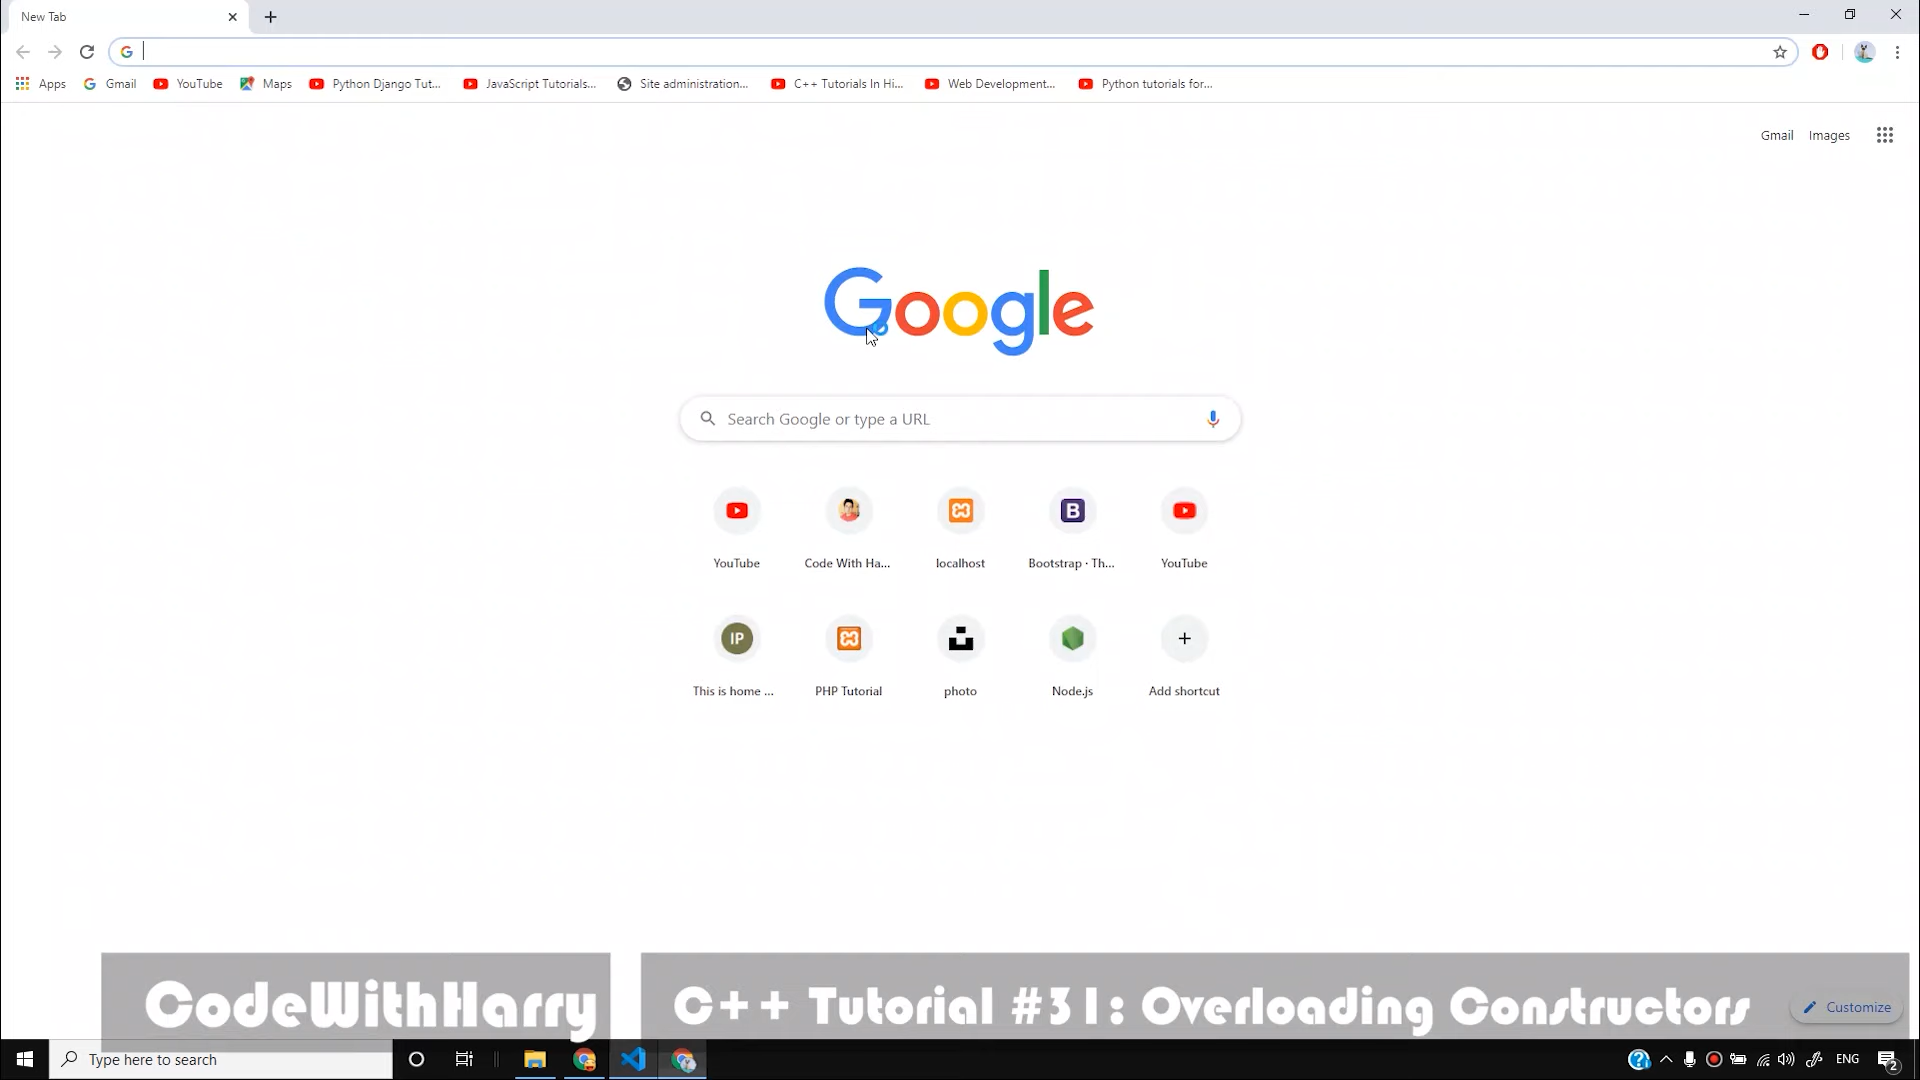 New Tab
Apps Gmail YouTube Maps Python Django Tut... JavaScript Tutorials... Site administration... C++ Tutorials In Hi... Web Development... Python tutorials for...
Gmail Images
Google
Search Google or type a URL
YouTube Code With Ha... localhost Bootstrap · Th... YouTube
IP
This is home ... PHP Tutorial photo Node.js Add shortcut
CodeWithHarry C++ Tutorial #31: Overloading Constructors Customize
Type here to search ENG 2